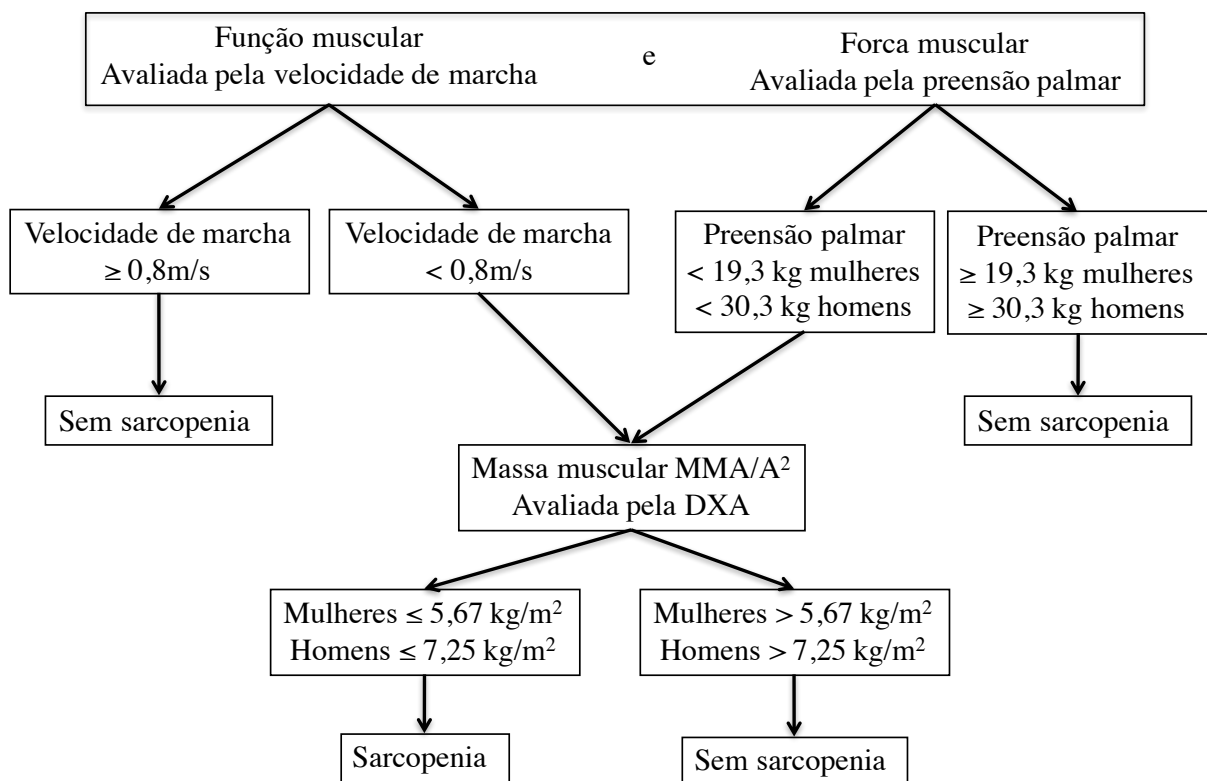 Função muscular
Avaliada pela velocidade de marcha
e
Forca muscular
Avaliada pela preensão palmar
Velocidade de marcha
≥ 0,8m/s
Velocidade de marcha
< 0,8m/s
Preensão palmar
< 19,3 kg mulheres
< 30,3 kg homens
Preensão palmar
≥ 19,3 kg mulheres
≥ 30,3 kg homens
Sem sarcopenia
Sem sarcopenia
Massa muscular MMA/A²
Avaliada pela DXA
Mulheres ≤ 5,67 kg/m²
Homens ≤ 7,25 kg/m²
Mulheres > 5,67 kg/m²
Homens > 7,25 kg/m²
Sarcopenia
Sem sarcopenia